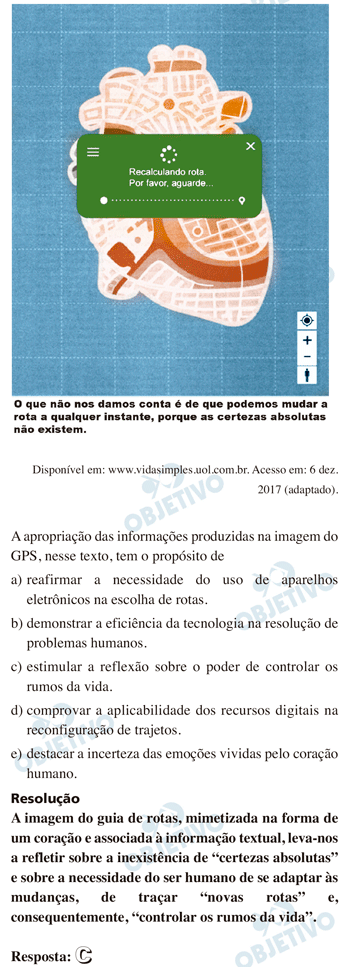 Recalculando rota.
Por favor, aguarde...
O que não nos damos conta é de que podemos mudar a
rota a qualquer instante, porque as certezas absolutas
não existem.
Disponível em: www.vidasimples.uol.com.br. Acesso em: 6 dez.
2017 (adaptado).
A apropriação das informações produzidas na imagem do
GPS, nesse texto, tem o propósito de
a) reafirmar a necessidade do uso de aparelhos
eletrônicos na escolha de rotas.
b) demonstrar a eficiência da tecnologia na resolução de
problemas humanos.
c) estimular a reflexão sobre o poder de controlar os
rumos da vida.
d) comprovar a aplicabilidade dos recursos digitais na
reconfiguração de trajetos.
e) destacar a incerteza das emoções vividas pelo coração
humano.
Resolução
A imagem do guia de rotas, mimetizada na forma de
um coração e associada à informação textual, leva-nos
a refletir sobre a inexistência de “certezas absolutas”
e sobre a necessidade do ser humano de se adaptar às
mudanças, de traçar “novas rotas” e,
consequentemente, “controlar os rumos da vida”.
Resposta: C
OBJETIVO
OBJETIVO
OBJETIVO
OBJETIVO
OBJETIVO